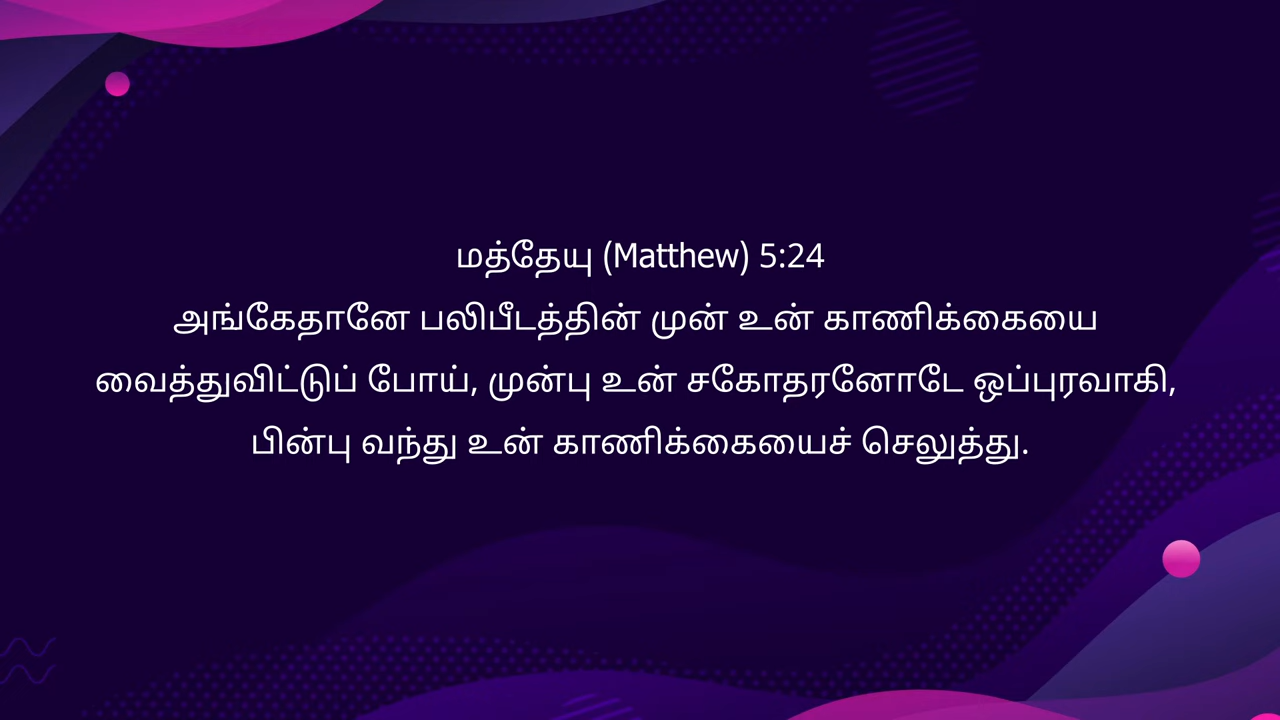 மத்தேயு (Matthew) 5:24
அங்கேதானே பலிபீடத்தின் முன் உன் காணிக்கையை
வைத்துவிட்டுப் போய், முன்பு உன் சகோதரனோடே ஒப்புரவாகி,
பின்பு வந்து உன் காணிக்கையைச் செலுத்து.